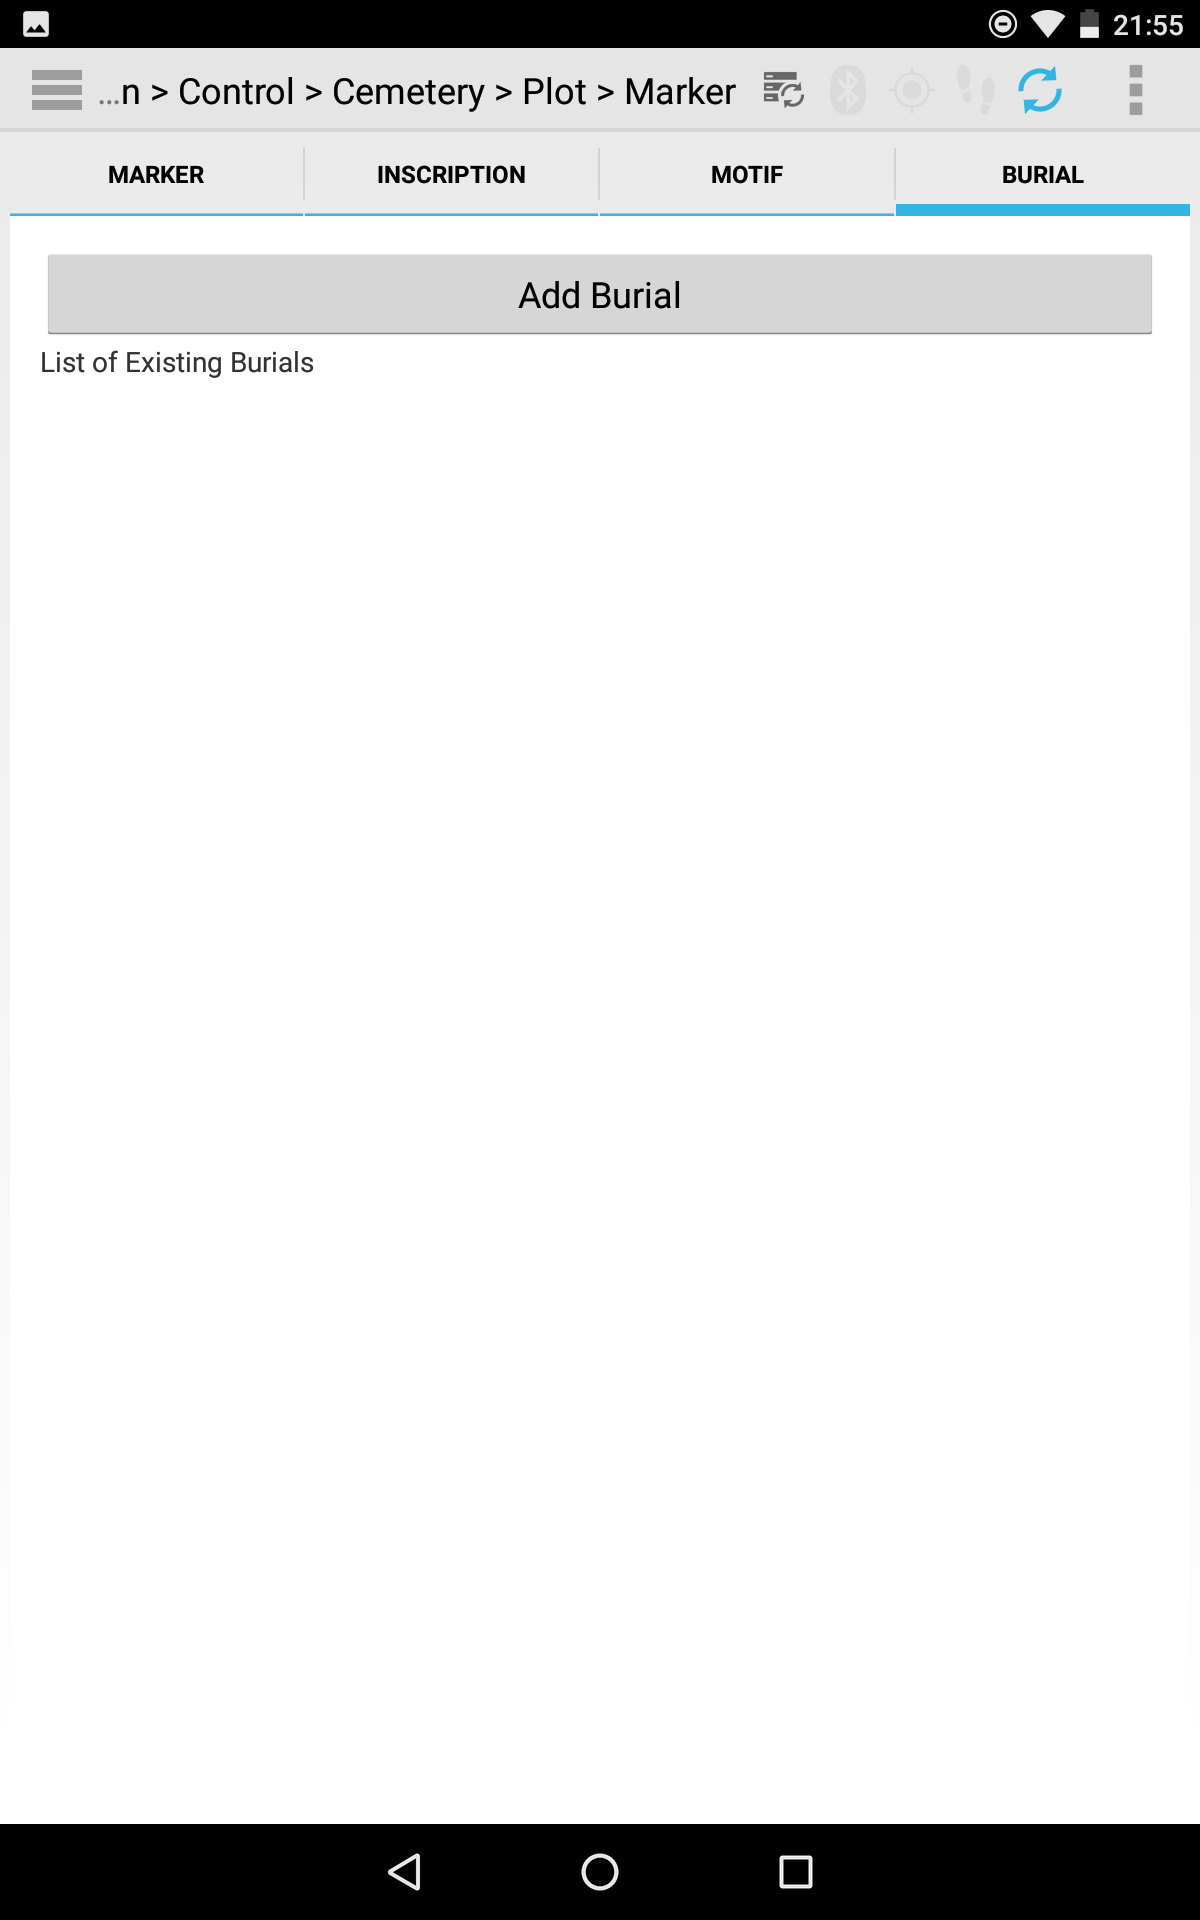 21:55
...n > Control > Cemetery > Plot > Marker
MARKER INSCRIPTION MOTIF BURIAL
Add Burial
List of Existing Burials